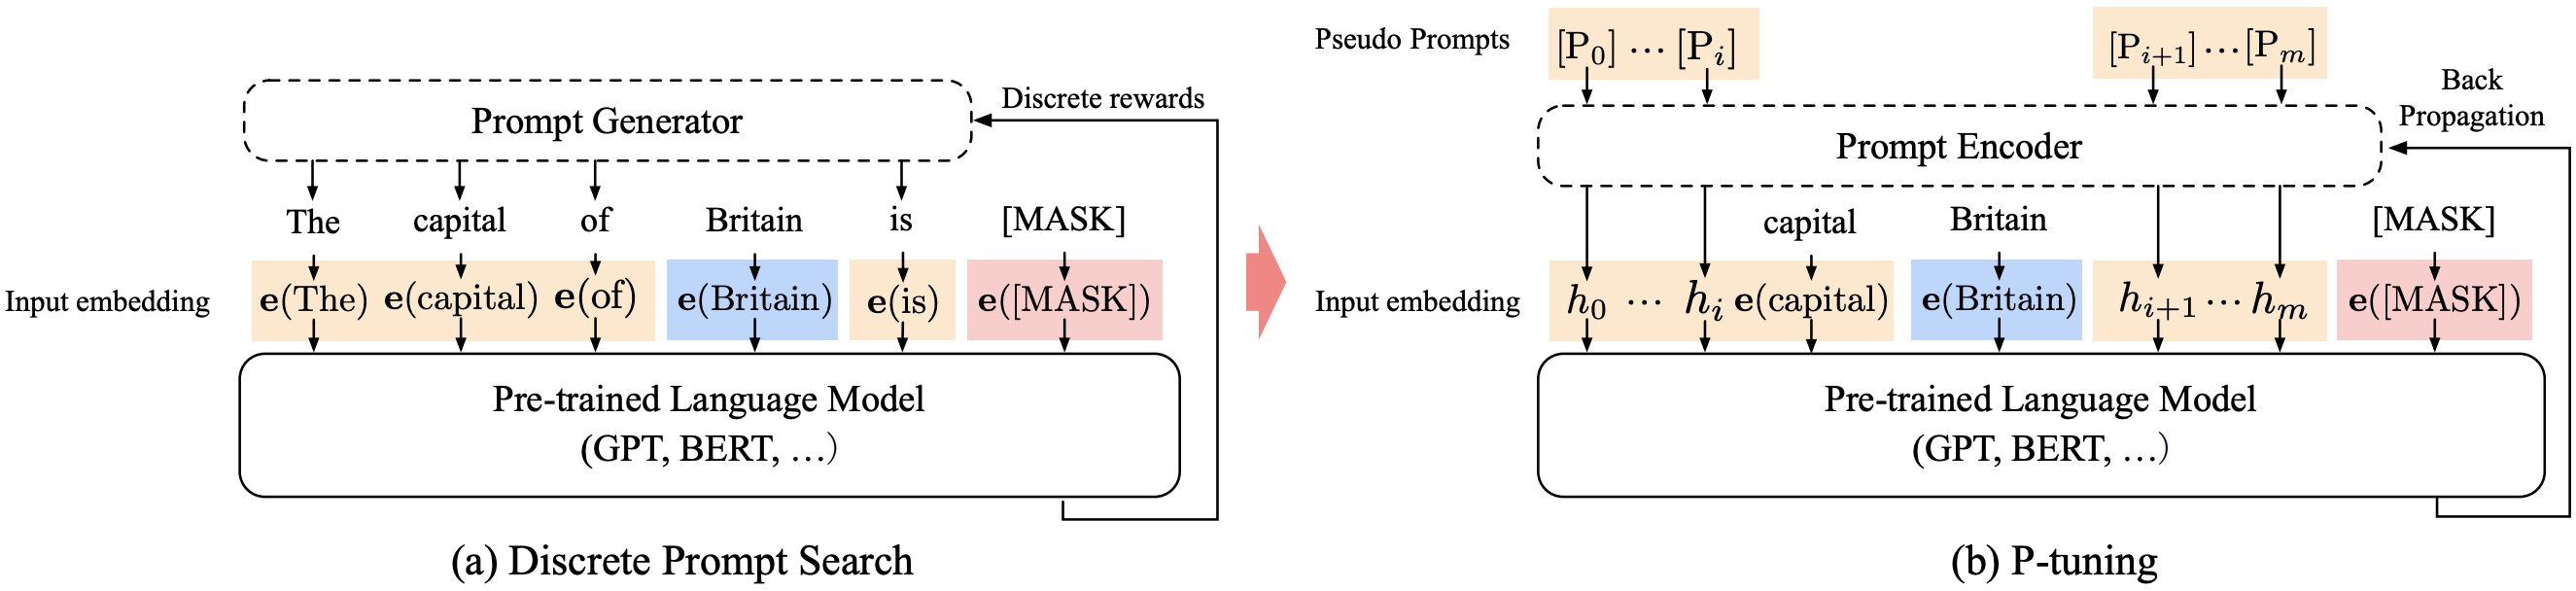 Prompt Generator
Discrete rewards
The capital of Britain is [MASK]
Input embedding e(The) e(capital) e(of) e(Britain) e(is) e([MASK])
Pre-trained Language Model
(GPT, BERT, …)
(a) Discrete Prompt Search
Pseudo Prompts [P₀] ⋯ [Pᵢ] [Pᵢ₊₁] ⋯ [Pₘ]
Back
Propagation
Prompt Encoder
capital Britain [MASK]
Input embedding h₀ ⋯ hᵢ e(capital) e(Britain) hᵢ₊₁ ⋯ hₘ e([MASK])
Pre-trained Language Model
(GPT, BERT, …)
(b) P-tuning